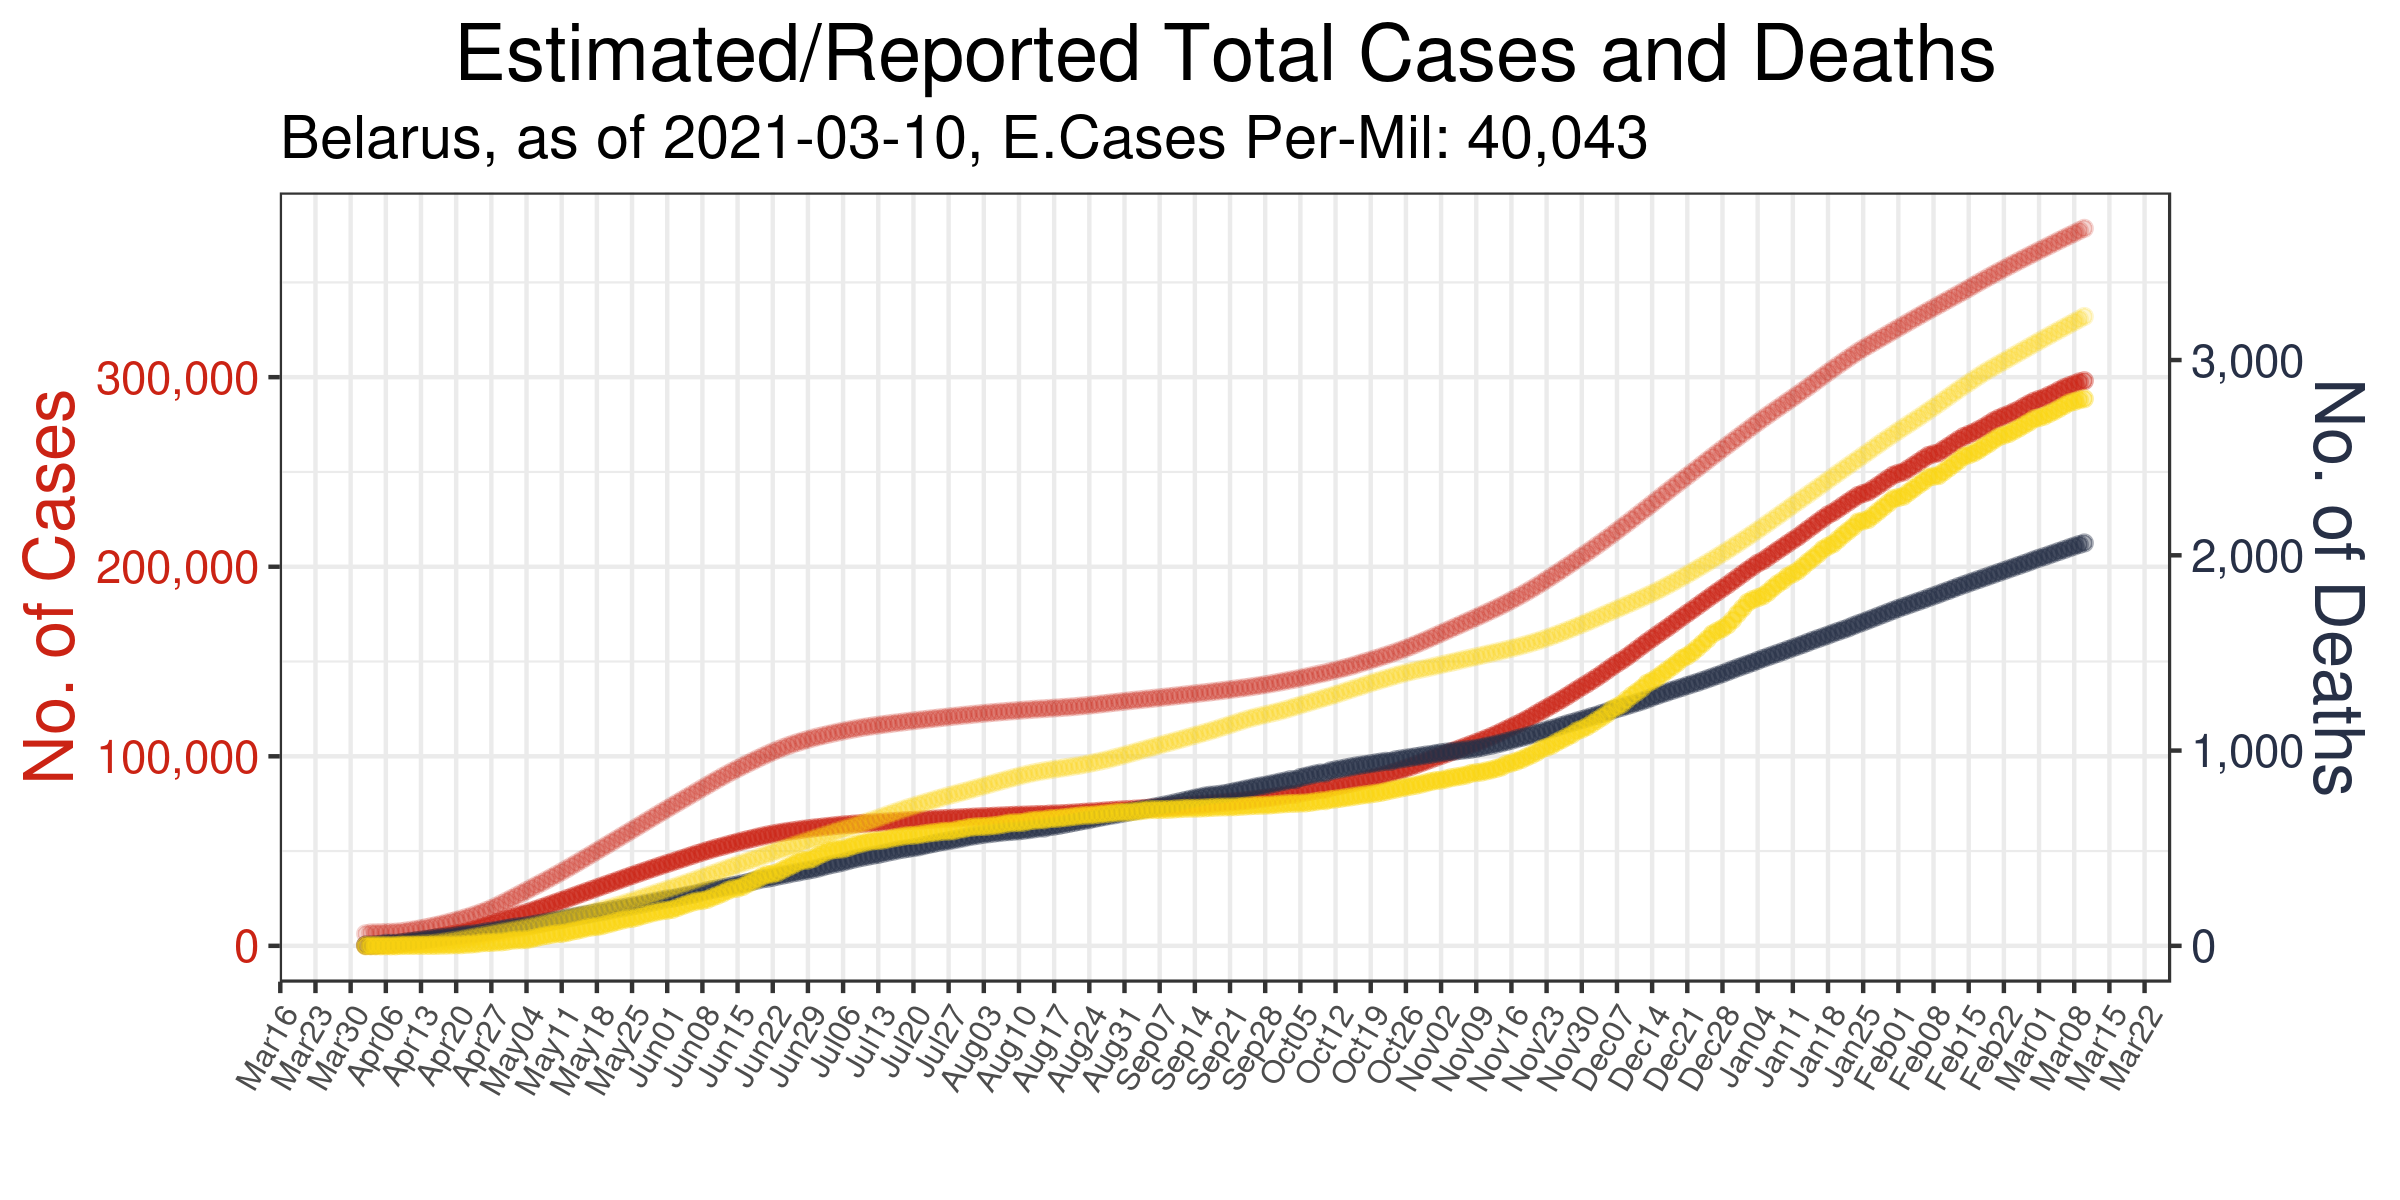 Estimated/Reported Total Cases and Deaths
Belarus, as of 2021-03-10, E.Cases Per-Mil: 40,043
No. of Cases
300,000
200,000
100,000
0
3,000
2,000
1,000
0
No. of Deaths
Mar16 Mar23 Mar30 Apr06 Apr13 Apr20 Apr27 May04 May11 May18 May25 Jun01 Jun08 Jun15 Jun22 Jun29 Jul06 Jul13 Jul20 Jul27 Aug03 Aug10 Aug17 Aug24 Aug31 Sep07 Sep14 Sep21 Sep28 Oct05 Oct12 Oct19 Oct26 Nov02 Nov09 Nov16 Nov23 Nov30 Dec07 Dec14 Dec21 Dec28 Jan04 Jan11 Jan18 Jan25 Feb01 Feb08 Feb15 Feb22 Mar01 Mar08 Mar15 Mar22